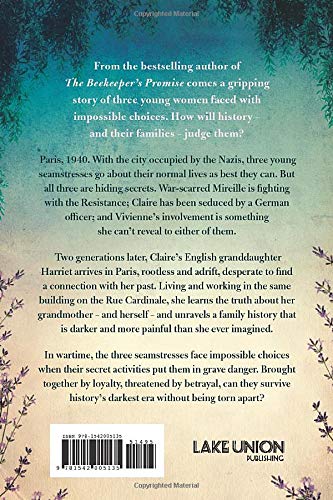 From the bestselling author of
The Beekeeper's Promise comes a gripping
story of three young women faced with
impossible choices. How will history –
and their families – judge them?
Paris, 1940. With the city occupied by the Nazis, three young
seamstresses go about their normal lives as best they can. But
all three are hiding secrets. War-scarred Mireille is fighting
with the Resistance; Claire has been seduced by a German
officer; and Vivienne's involvement is something
she can't reveal to either of them.
Two generations later, Claire's English granddaughter
Harriet arrives in Paris, rootless and adrift, desperate to find
a connection with her past. Living and working in the same
building on the Rue Cardinale, she learns the truth about her
grandmother – and herself – and unravels a family history that
is darker and more painful than she ever imagined.
In wartime, the three seamstresses face impossible choices
when their secret activities put them in grave danger. Brought
together by loyalty, threatened by betrayal, can they survive
history's darkest era without being torn apart?
ISBN 978-1542005135
51495
9 781542 005135
LAKE UNION
PUBLISHING